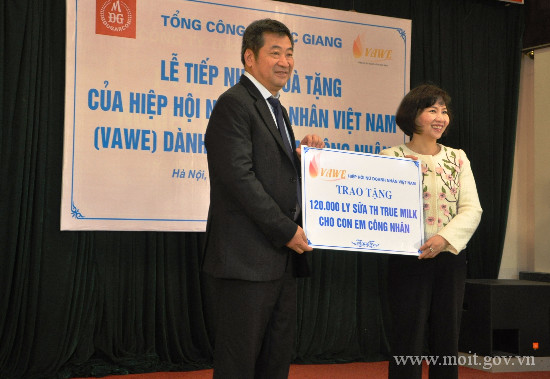 MĐG
TỔNG CÔNG GIANG
VAWE
LỄ TIẾP TẶNG
CỦA HIỆP HỘI NHÂN VIỆT NAM
(VAWE) DÀNH
Hà Nội,
VAWE HIỆP HỘI NỮ DOANH NHÂN VIỆT NAM
TRAO TẶNG
120.000 LY SỮA TH TRUE MILK
CHO CON EM CÔNG NHÂN
www.moit.gov.vn